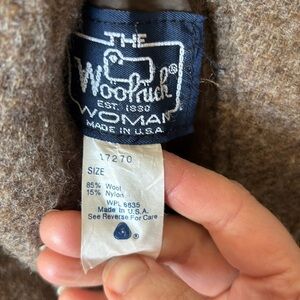 THE
Woolrich®
EST. 1830
WOMAN
MADE IN U.S.A.
17270
SIZE
85% Wool
15% Nylon
WPL 6635
Made in U.S.A.
See Reverse For Care